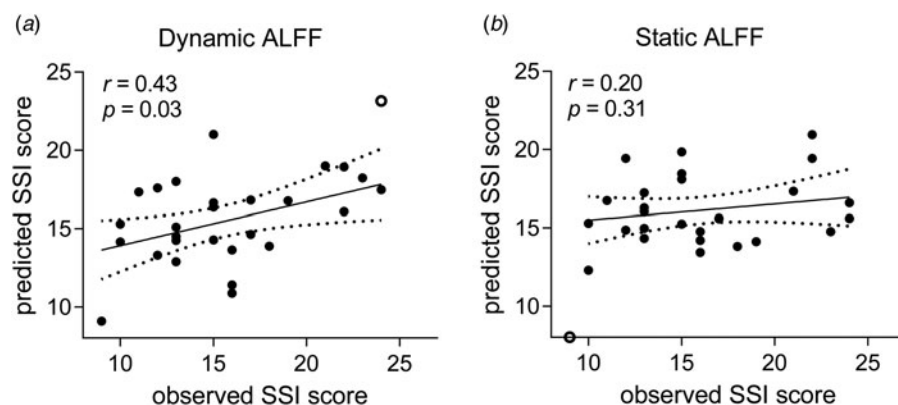 (a)
Dynamic ALFF
r = 0.43
p = 0.03
predicted SSI score
25
20
15
10
10 15 20 25
observed SSI score
(b)
Static ALFF
r = 0.20
p = 0.31
predicted SSI score
25
20
15
10
10 15 20 25
observed SSI score